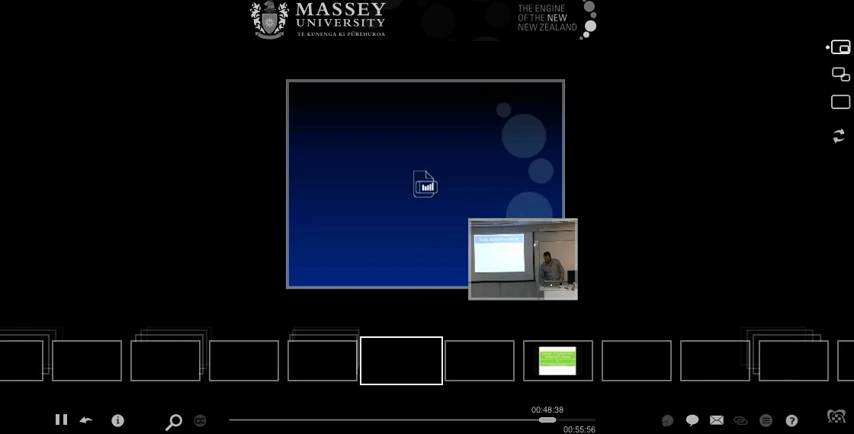 MASSEY
UNIVERSITY
TE KUNENGA KI PŪREHUROA
THE ENGINE
OF THE NEW
NEW ZEALAND
00:48:38
00:55:56